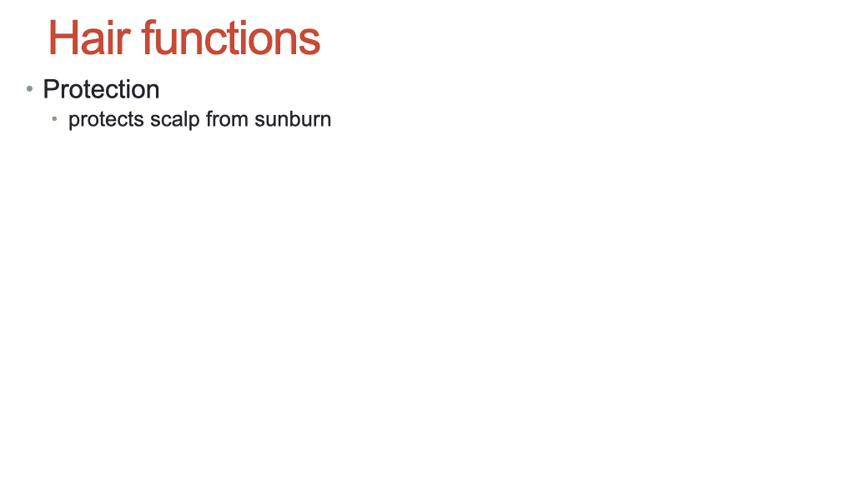 Hair functions
• Protection
• protects scalp from sunburn